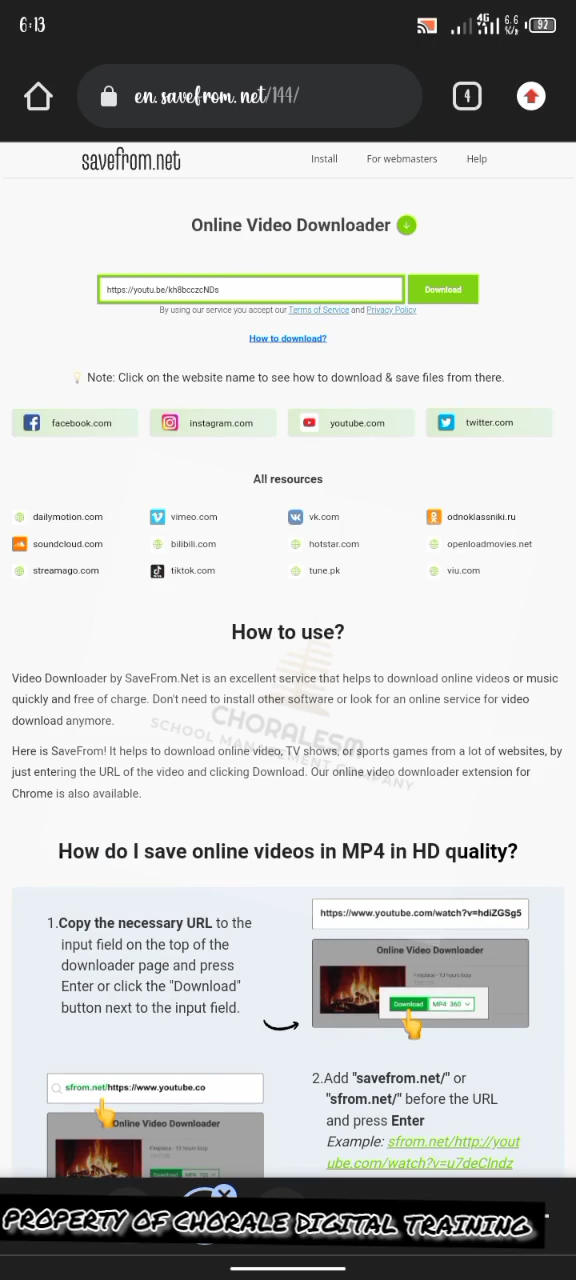 6:13
4G
6.6
K/s
92
en.savefrom.net/144/
4
savefrom.net
Install
For webmasters
Help
Online Video Downloader
https://youtu.be/kh8bcczcNDs
Download
By using our service you accept our Terms of Service and Privacy Policy
How to download?
Note: Click on the website name to see how to download & save files from there.
facebook.com
instagram.com
youtube.com
twitter.com
All resources
dailymotion.com
vimeo.com
vk.com
odnoklassniki.ru
soundcloud.com
bilibili.com
hotstar.com
openloadmovies.net
streamago.com
tiktok.com
tune.pk
viu.com
How to use?
Video Downloader by SaveFrom.Net is an excellent service that helps to download online videos or music
quickly and free of charge. Don't need to install other software or look for an online service for video
download anymore.
CHORALESM
SCHOOL MANAGEMENT COMPANY
Here is SaveFrom! It helps to download online video, TV shows, or sports games from a lot of websites, by
just entering the URL of the video and clicking Download. Our online video downloader extension for
Chrome is also available.
How do I save online videos in MP4 in HD quality?
1.Copy the necessary URL to the
input field on the top of the
downloader page and press
Enter or click the "Download"
button next to the input field.
https://www.youtube.com/watch?v=hdiZGSg5
Online Video Downloader
Fireplace - 10 hours loop
Download
MP4 360
sfrom.net/https://www.youtube.co
Online Video Downloader
Fireplace - 10 hours loop
2.Add "savefrom.net/" or
"sfrom.net/" before the URL
and press Enter
Example: sfrom.net/http://yout
ube.com/watch?v=u7deClndz
PROPERTY OF CHORALE DIGITAL TRAINING